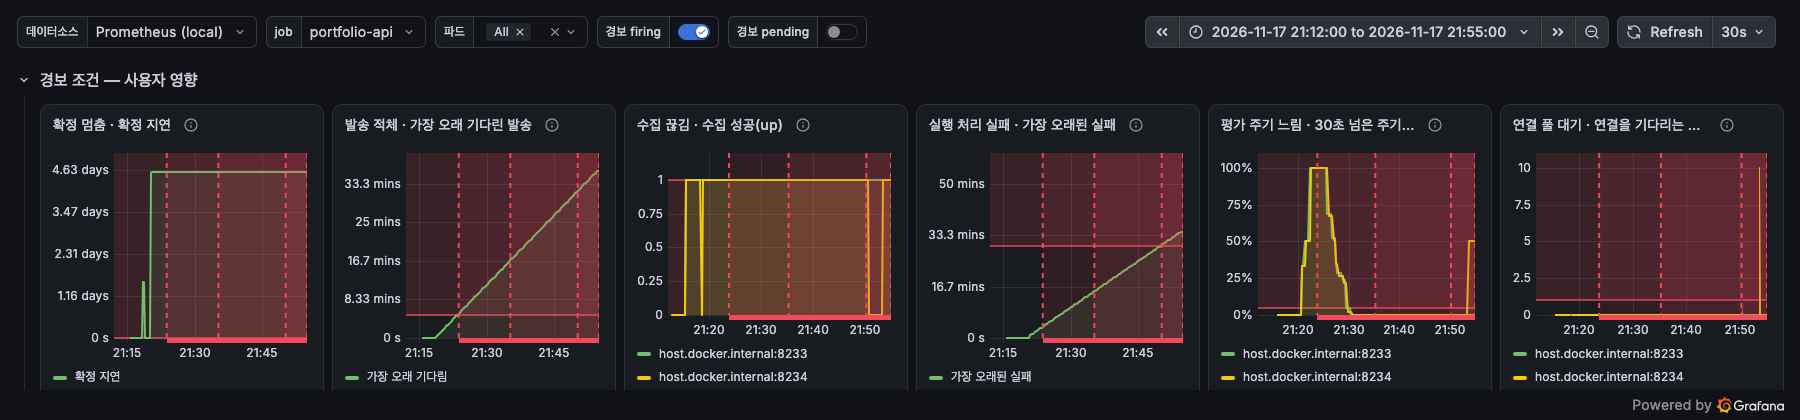 데이터소스 Prometheus (local) job portfolio-api 파드 All 경보 firing 경보 pending 2026-11-17 21:12:00 to 2026-11-17 21:55:00 Refresh 30s
경보 조건 — 사용자 영향
확정 멈춤 · 확정 지연
4.63 days
3.47 days
2.31 days
1.16 days
0 s
21:15 21:30 21:45
확정 지연
발송 적체 · 가장 오래 기다린 발송
33.3 mins
25 mins
16.7 mins
8.33 mins
0 s
21:15 21:30 21:45
가장 오래 기다림
수집 끊김 · 수집 성공(up)
1
0.75
0.5
0.25
0
21:20 21:30 21:40 21:50
host.docker.internal:8233
host.docker.internal:8234
실행 처리 실패 · 가장 오래된 실패
50 mins
33.3 mins
16.7 mins
0 s
21:15 21:30 21:45
가장 오래된 실패
평가 주기 느림 · 30초 넘은 주기...
100%
75%
50%
25%
0%
21:20 21:30 21:40 21:50
host.docker.internal:8233
host.docker.internal:8234
연결 풀 대기 · 연결을 기다리는 ...
10
7.5
5
2.5
0
21:20 21:30 21:40 21:50
host.docker.internal:8233
host.docker.internal:8234
Powered by Grafana